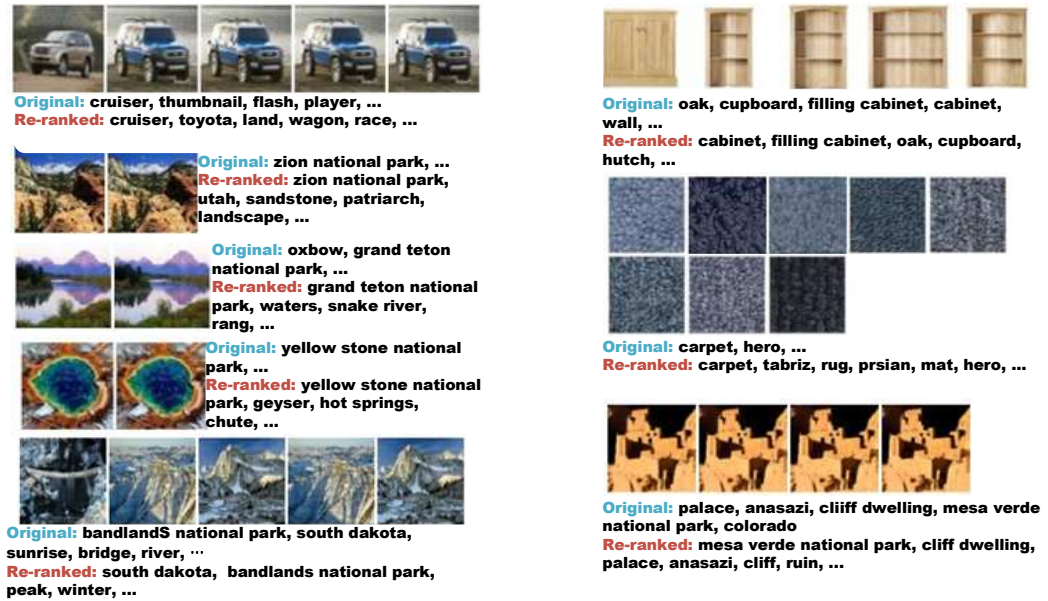 Original: cruiser, thumbnail, flash, player, ...
Re-ranked: cruiser, toyota, land, wagon, race, ...
Original: zion national park, ...
Re-ranked: zion national park,
utah, sandstone, patriarch,
landscape, ...
Original: oxbow, grand teton
national park, ...
Re-ranked: grand teton national
park, waters, snake river,
rang, ...
Original: yellow stone national
park, ...
Re-ranked: yellow stone national
park, geyser, hot springs,
chute, ...
Original: bandlandS national park, south dakota,
sunrise, bridge, river, ...
Re-ranked: south dakota, bandlands national park,
peak, winter, ...
Original: oak, cupboard, filling cabinet, cabinet,
wall, ...
Re-ranked: cabinet, filling cabinet, oak, cupboard,
hutch, ...
Original: carpet, hero, ...
Re-ranked: carpet, tabriz, rug, prsian, mat, hero, ...
Original: palace, anasazi, cliiff dwelling, mesa verde
national park, colorado
Re-ranked: mesa verde national park, cliff dwelling,
palace, anasazi, cliff, ruin, ...